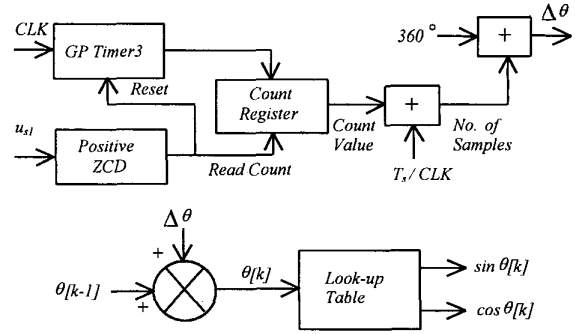 CLK
GP Timer3
Reset
u_s1
Positive
ZCD
Read Count
Count
Register
Count
Value
+
T_s / CLK
No. of
Samples
360°
+
Δθ
Δθ
+
θ[k-1]
+
θ[k]
Look-up
Table
sin θ[k]
cos θ[k]